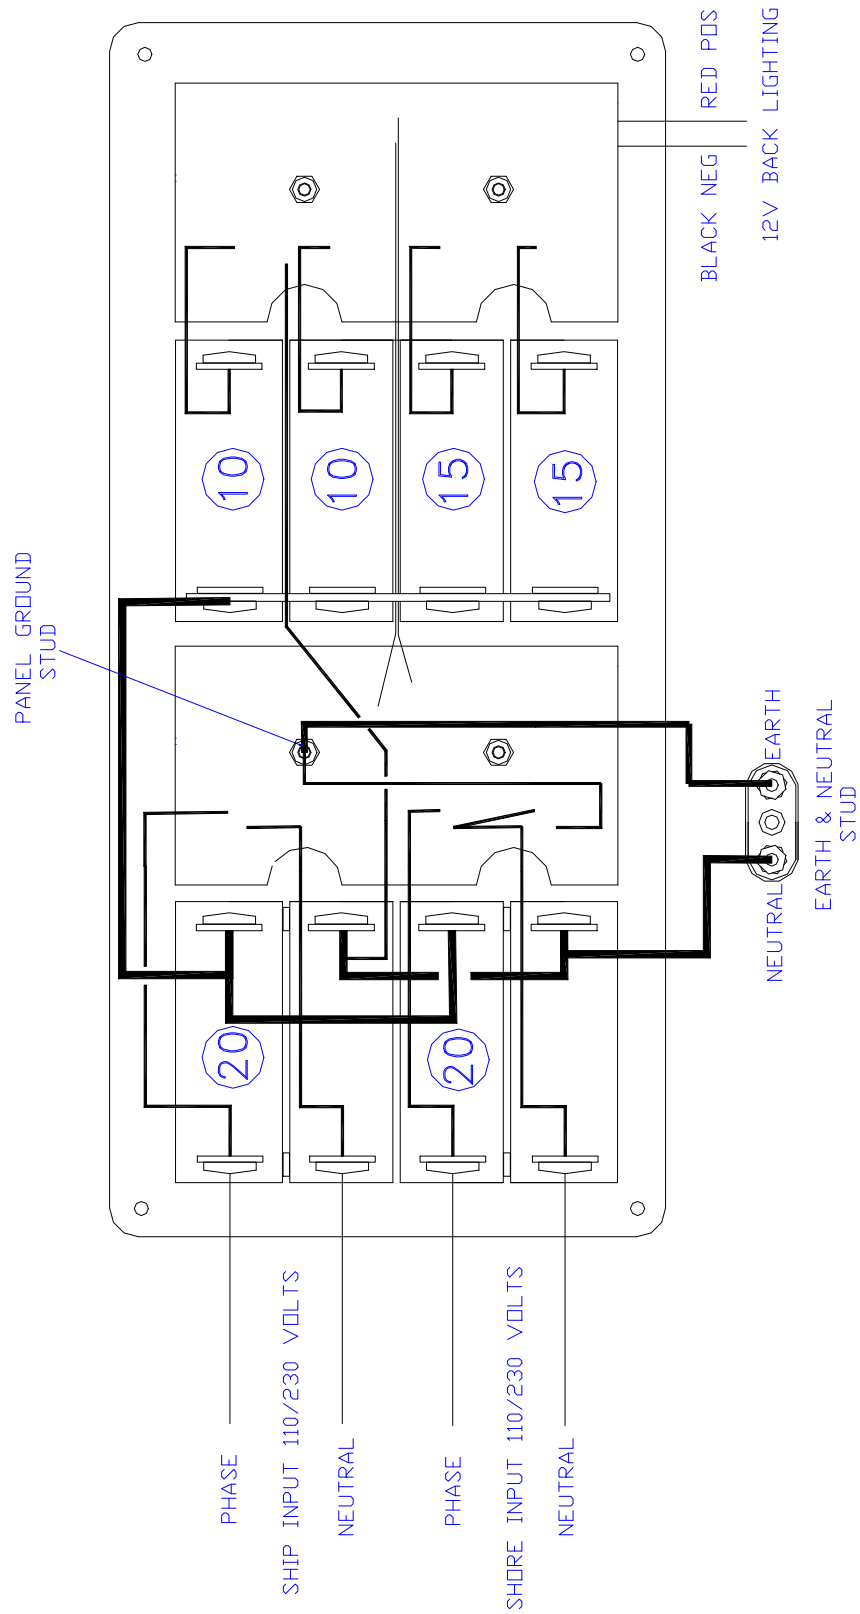 BLACK NEG RED POS
12V BACK LIGHTING
10
10
15
15
PANEL GROUND
STUD
NEUTRAL EARTH
EARTH & NEUTRAL
STUD
20
20
PHASE
SHIP INPUT 110/230 VOLTS
NEUTRAL
PHASE
SHORE INPUT 110/230 VOLTS
NEUTRAL